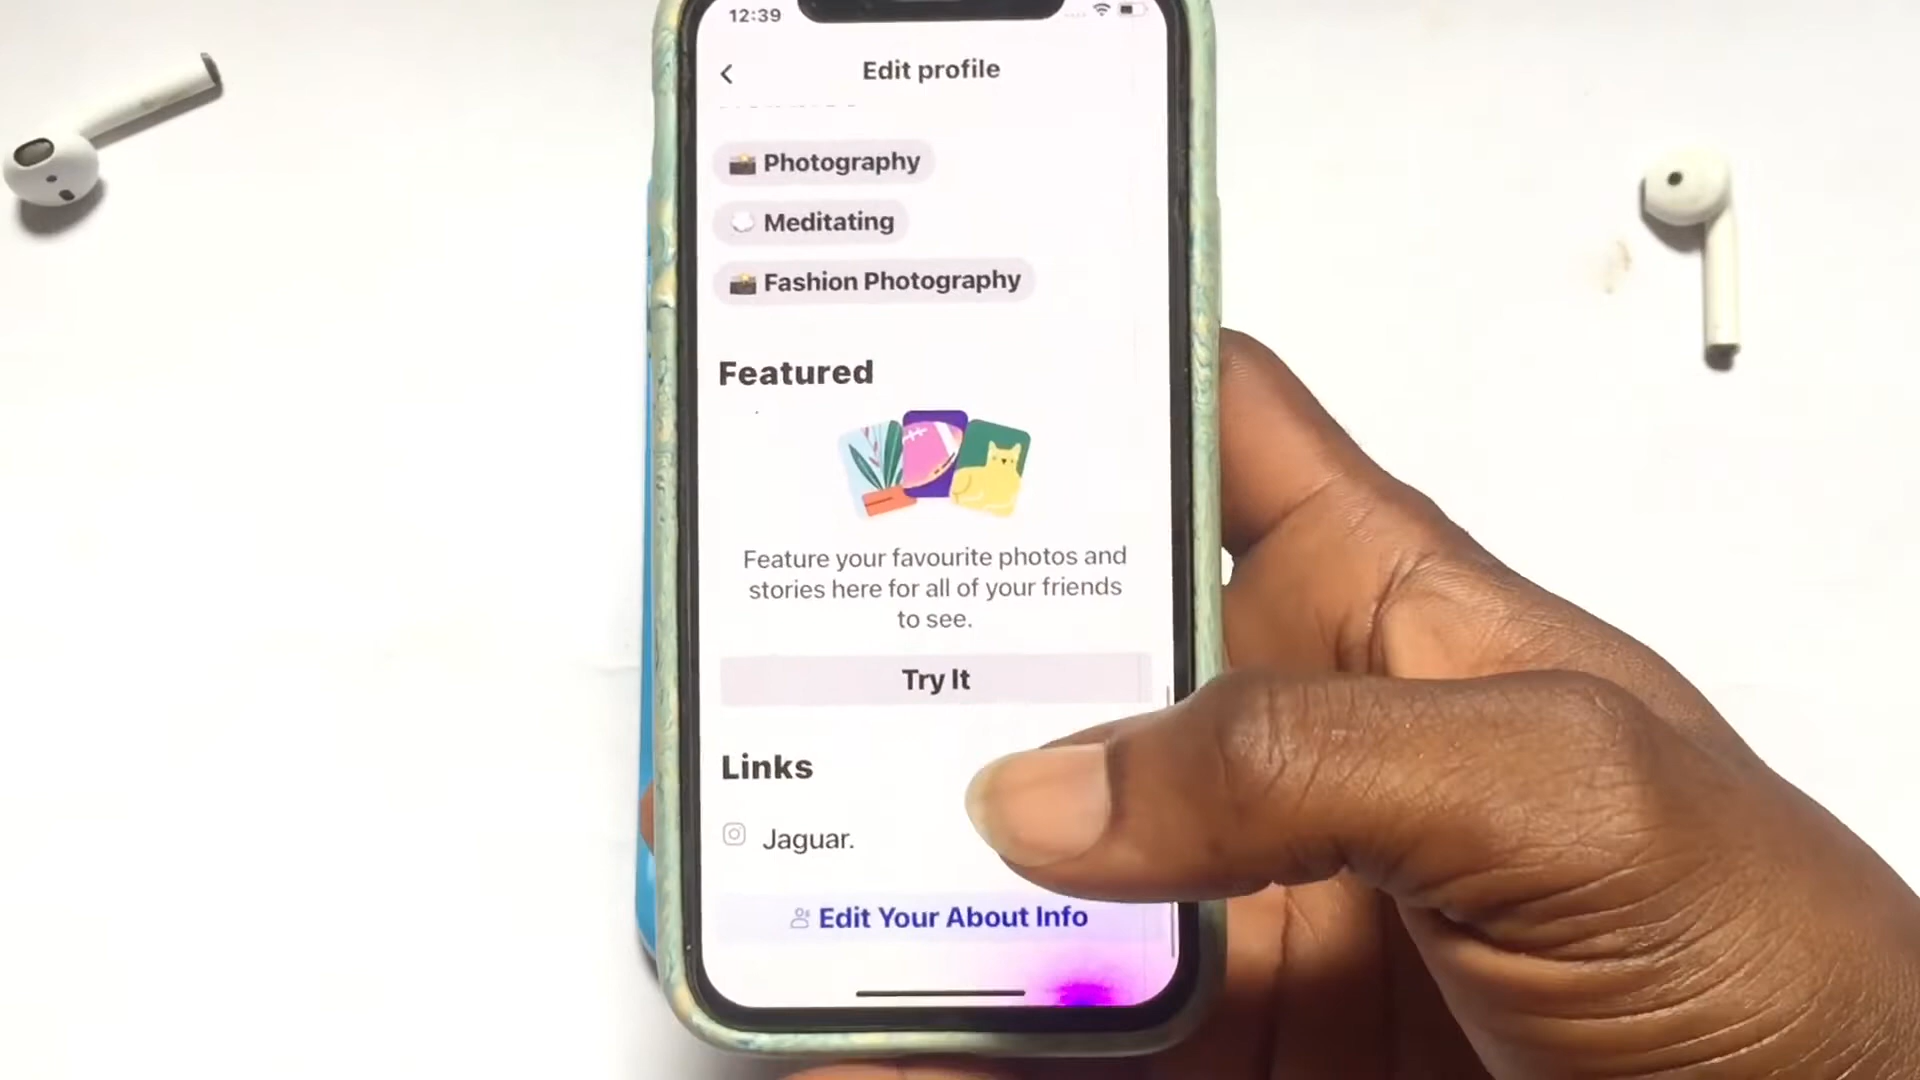 12:39
Edit profile
Photography
Meditating
Fashion Photography
Featured
Feature your favourite photos and
stories here for all of your friends
to see.
Try It
Links
Jaguar.
Edit Your About Info